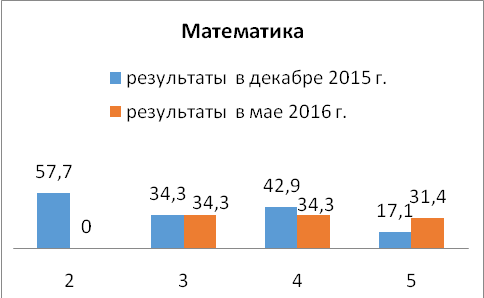 Математика
результаты в декабре 2015 г.
результаты в мае 2016 г.
57,7 0 34,3 34,3 42,9 34,3 17,1 31,4
2 3 4 5